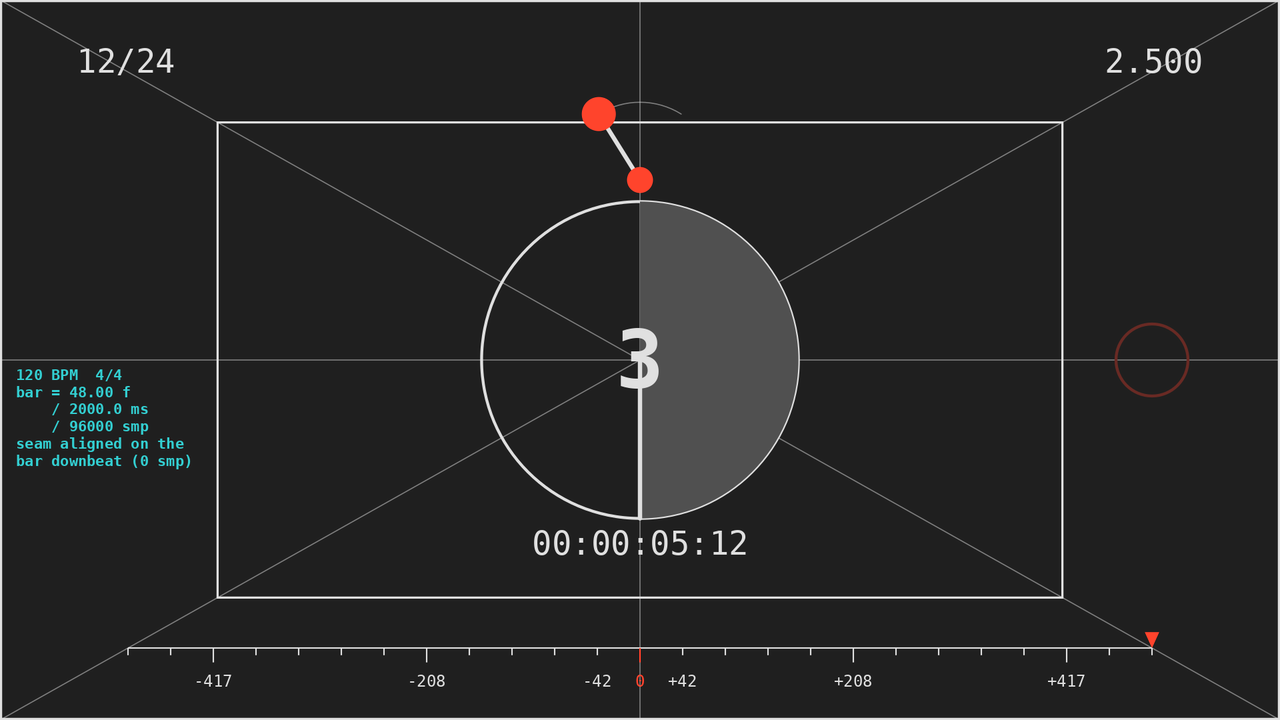 12/24
2.500
3
120 BPM  4/4
bar = 48.00 f
    / 2000.0 ms
    / 96000 smp
seam aligned on the
bar downbeat (0 smp)
00:00:05:12
-417 -208 -42 0 +42 +208 +417